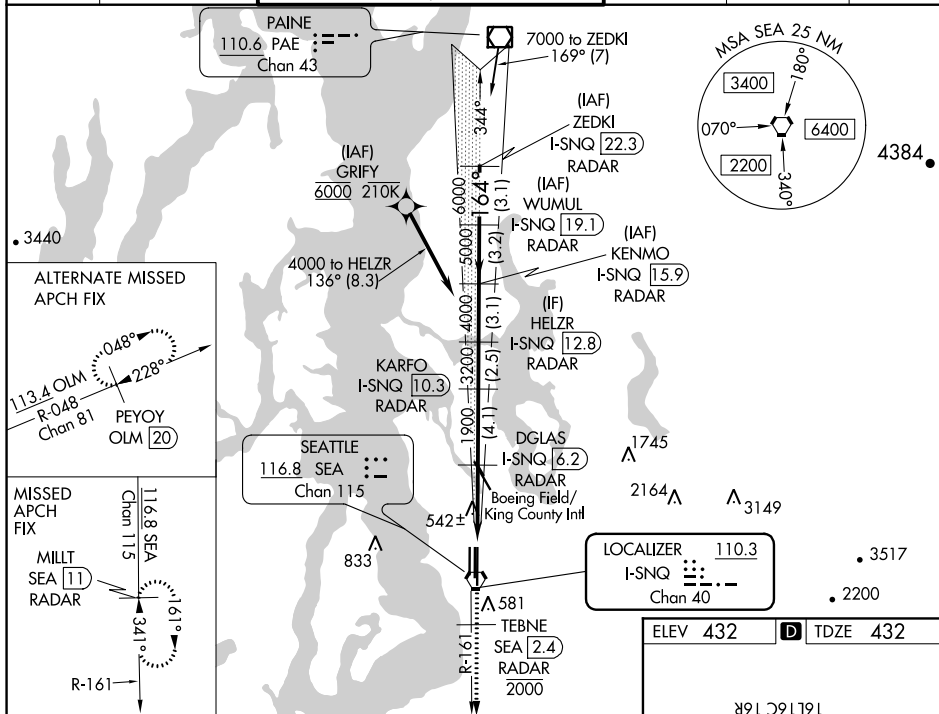 PAINE
110.6 PAE
Chan 43
7000 to ZEDKI
169° (7)
344°
MSA SEA 25 NM
3400
180°
070°
6400
2200
340°
4384
(IAF)
ZEDKI
I-SNQ 22.3
RADAR
(IAF)
GRIFY
6000 210K
6000
164°
(3.1)
(IAF)
WUMUL
I-SNQ 19.1
RADAR
3440
4000 to HELZR
136° (8.3)
5000
(3.2)
(IAF)
KENMO
I-SNQ 15.9
RADAR
ALTERNATE MISSED
APCH FIX
048°
228°
113.4 OLM
R-048
Chan 81
PEYOY
OLM 20
4000
(3.1)
(IF)
HELZR
I-SNQ 12.8
RADAR
KARFO
I-SNQ 10.3
RADAR
3200
(2.5)
1900
(4.1)
DGLAS
I-SNQ 6.2
RADAR
Boeing Field/
King County Intl
1745
2164
3149
SEATTLE
116.8 SEA
Chan 115
542±
833
MISSED
APCH
FIX
116.8 SEA
Chan 115
MILLT
SEA 11
RADAR
161°
341°
R-161
LOCALIZER 110.3
I-SNQ
Chan 40
3517
2200
581
TEBNE
SEA 2.4
RADAR
2000
R-161
ELEV 432 D TDZE 432
16L 16C 16R